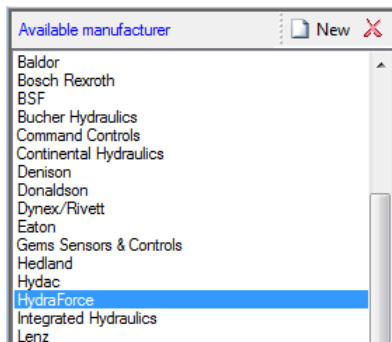 Available manufacturer New
Baldor
Bosch Rexroth
BSF
Bucher Hydraulics
Command Controls
Continental Hydraulics
Denison
Donaldson
Dynex/Rivett
Eaton
Gems Sensors & Controls
Hedland
Hydac
HydraForce
Integrated Hydraulics
Lenz